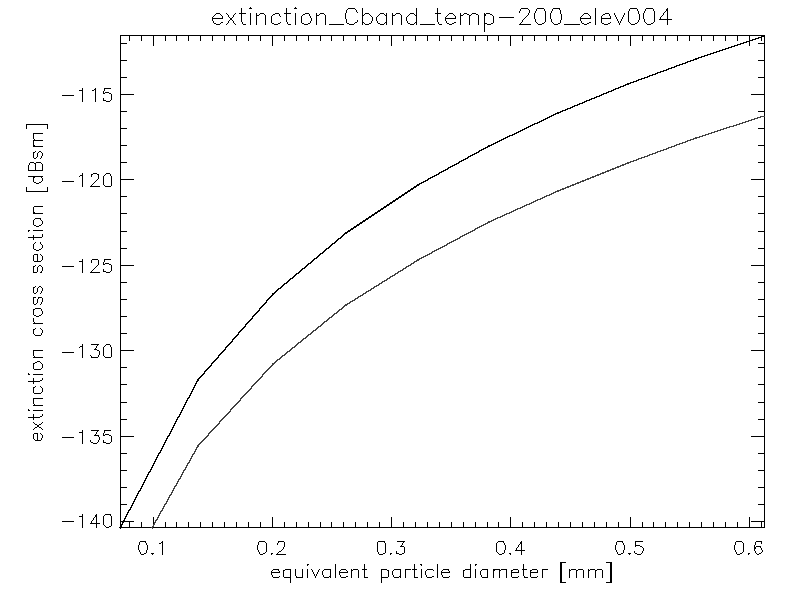 extinction_Cband_temp-200_elev004
extinction cross section [dBsm]
-115
-120
-125
-130
-135
-140
0.1 0.2 0.3 0.4 0.5 0.6
equivalent particle diameter [mm]